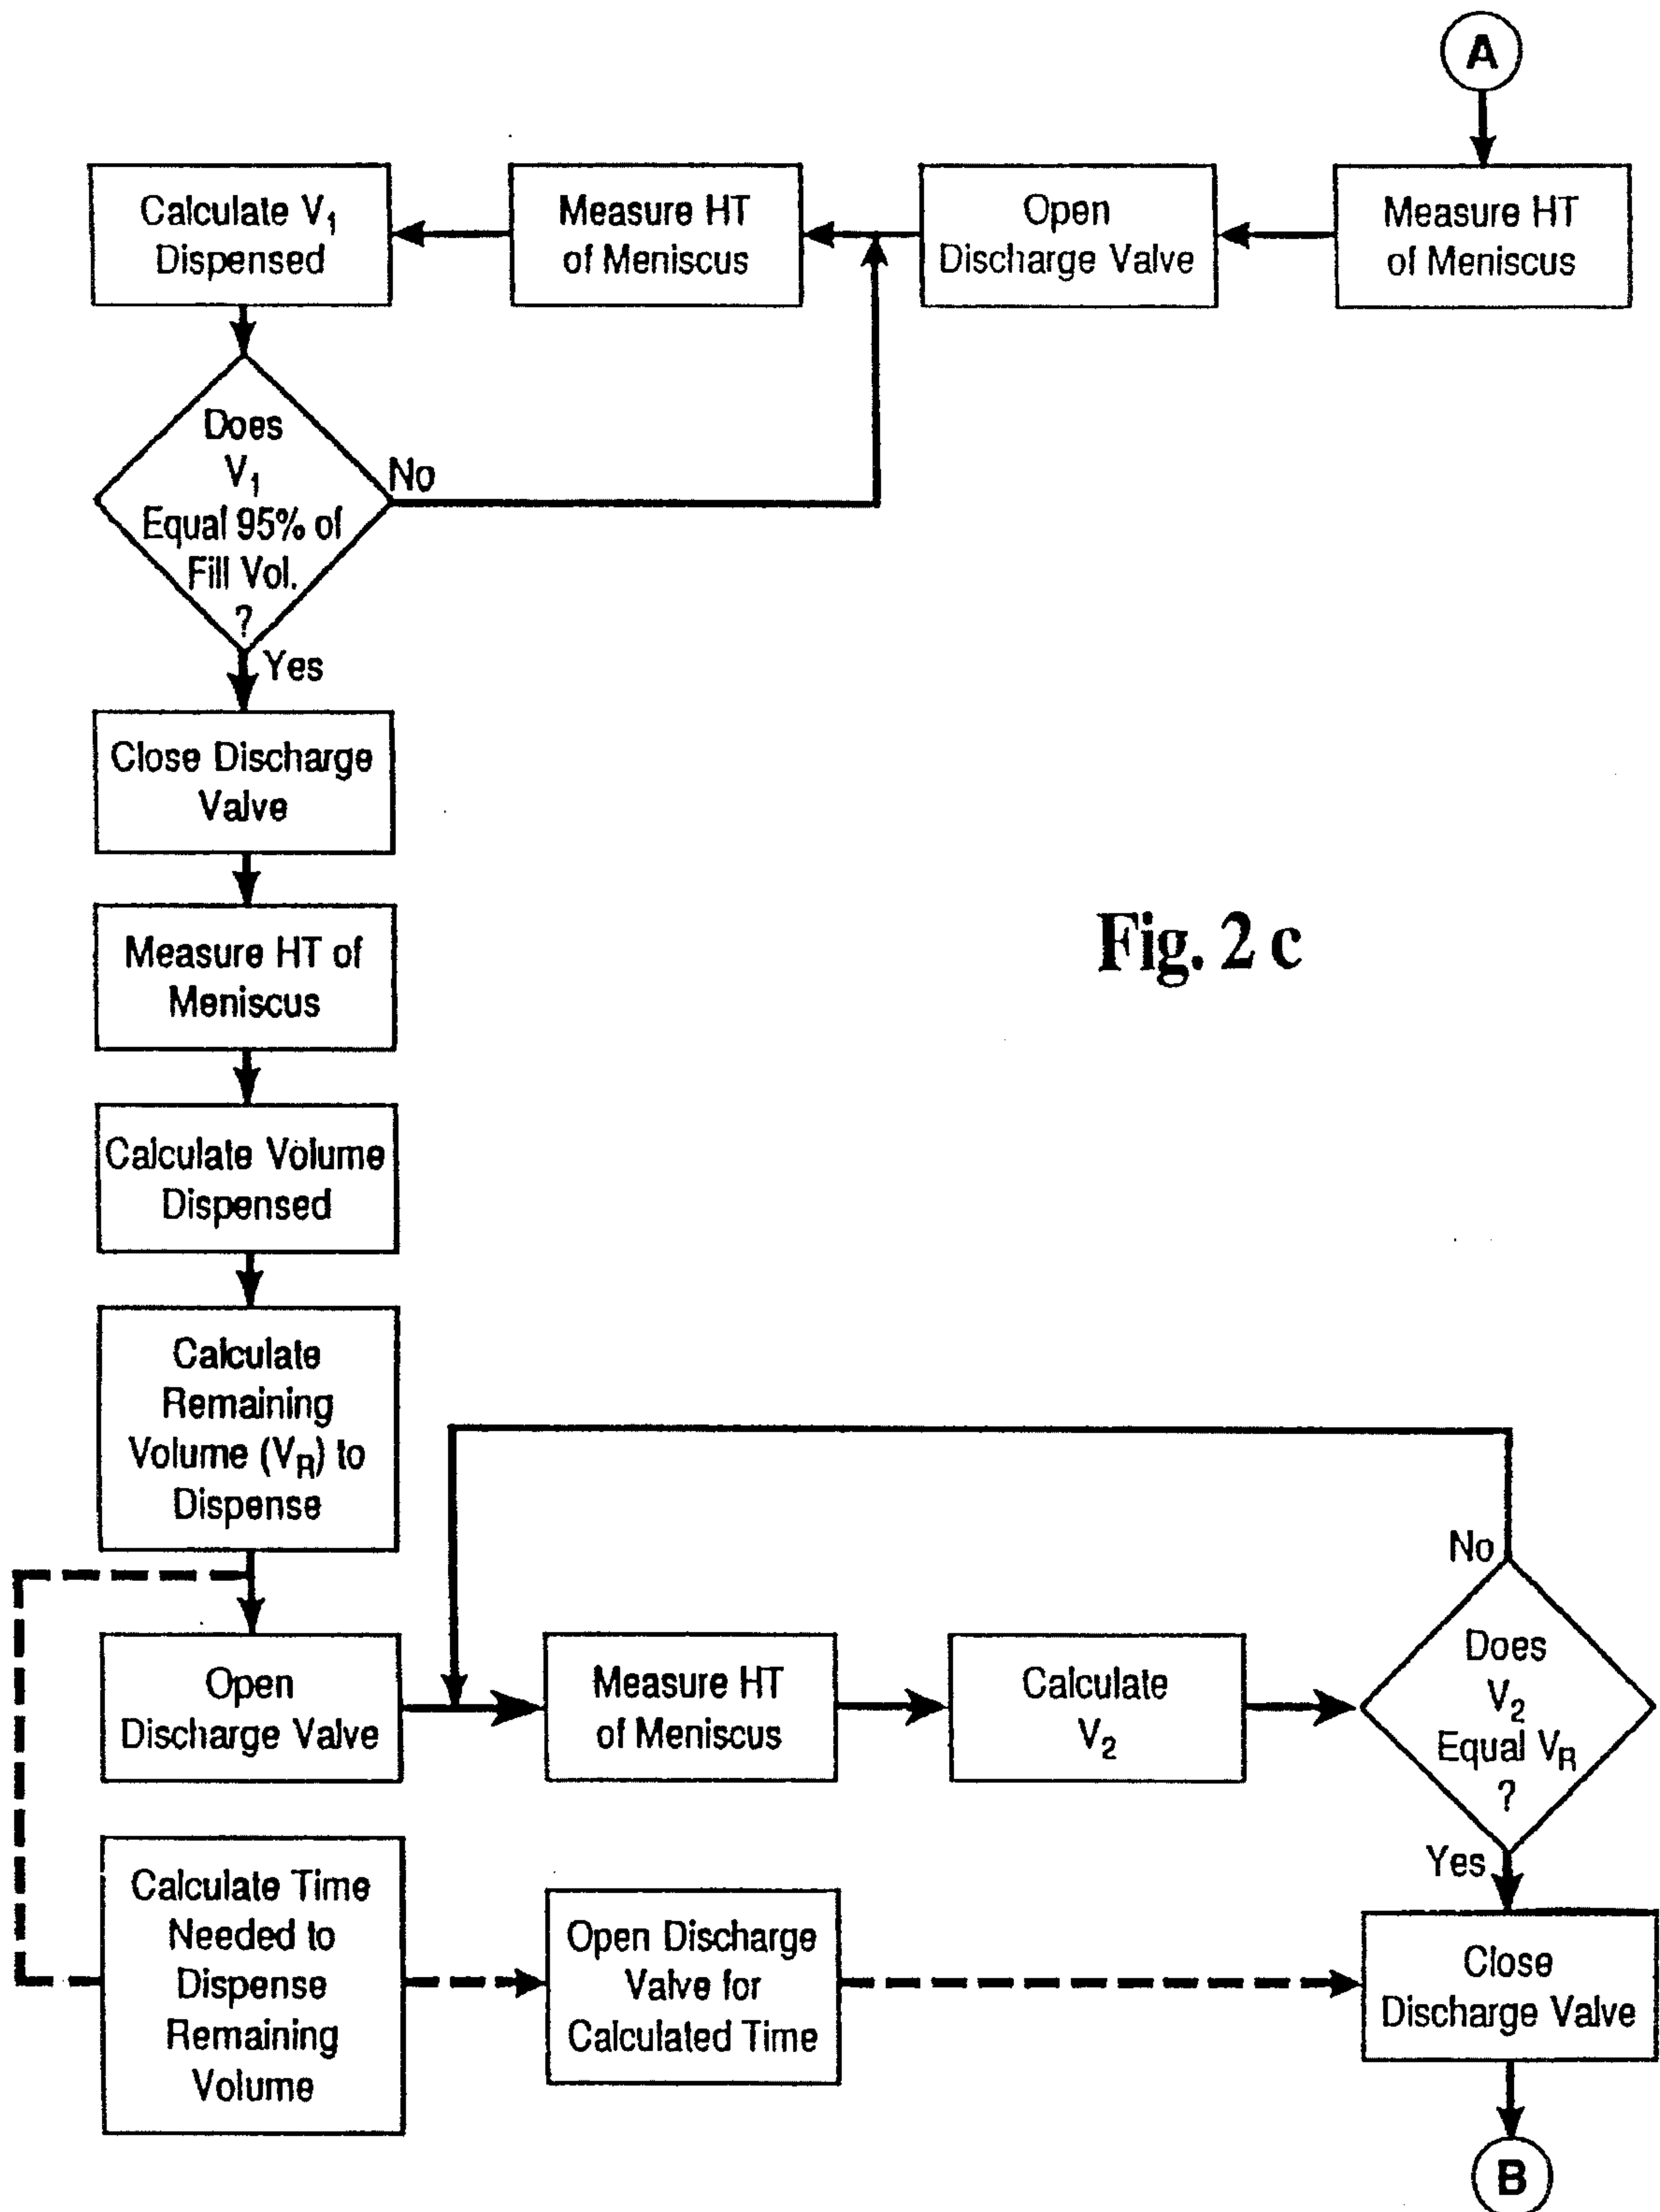 A
Measure HT
of Meniscus
Open
Discharge Valve
Measure HT
of Meniscus
Calculate V₁
Dispensed
Does
V₁
Equal 95% of
Fill Vol.
?
No
Yes
Close Discharge
Valve
Measure HT of
Meniscus
Calculate Volume
Dispensed
Calculate
Remaining
Volume (V_R) to
Dispense
Open
Discharge Valve
Measure HT
of Meniscus
Calculate
V₂
Does
V₂
Equal V_R
?
No
Yes
Calculate Time
Needed to
Dispense
Remaining
Volume
Open Discharge
Valve for
Calculated Time
Close
Discharge Valve
B
Fig. 2 c